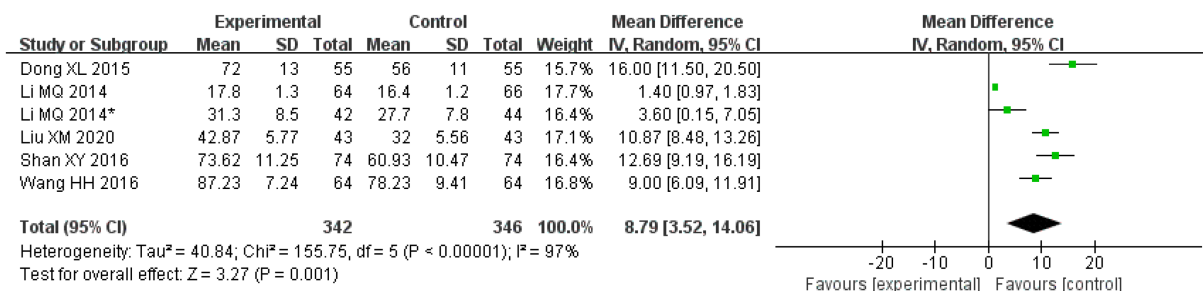 Experimental Control Mean Difference Mean Difference
Study or Subgroup Mean SD Total Mean SD Total Weight IV, Random, 95% CI IV, Random, 95% CI
Dong XL 2015 72 13 55 56 11 55 15.7% 16.00 [11.50, 20.50]
Li MQ 2014 17.8 1.3 64 16.4 1.2 66 17.7% 1.40 [0.97, 1.83]
Li MQ 2014* 31.3 8.5 42 27.7 7.8 44 16.4% 3.60 [0.15, 7.05]
Liu XM 2020 42.87 5.77 43 32 5.56 43 17.1% 10.87 [8.48, 13.26]
Shan XY 2016 73.62 11.25 74 60.93 10.47 74 16.4% 12.69 [9.19, 16.19]
Wang HH 2016 87.23 7.24 64 78.23 9.41 64 16.8% 9.00 [6.09, 11.91]
Total (95% CI) 342 346 100.0% 8.79 [3.52, 14.06]
Heterogeneity: Tau² = 40.84; Chi² = 155.75, df = 5 (P < 0.00001); I² = 97%
Test for overall effect: Z = 3.27 (P = 0.001)
-20 -10 0 10 20
Favours [experimental] Favours [control]